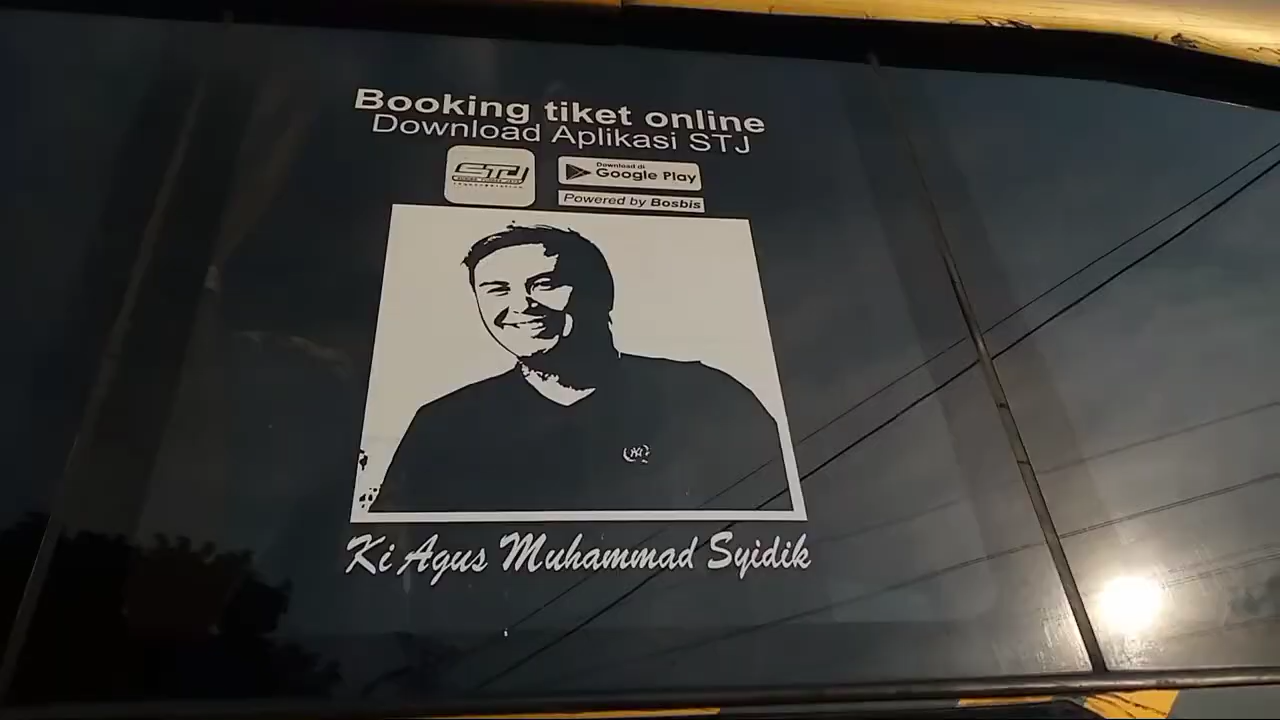 Booking tiket online
Download Aplikasi STJ
STJ
Download di
Google Play
Powered by Bosbis
Ki Agus Muhammad Syidik